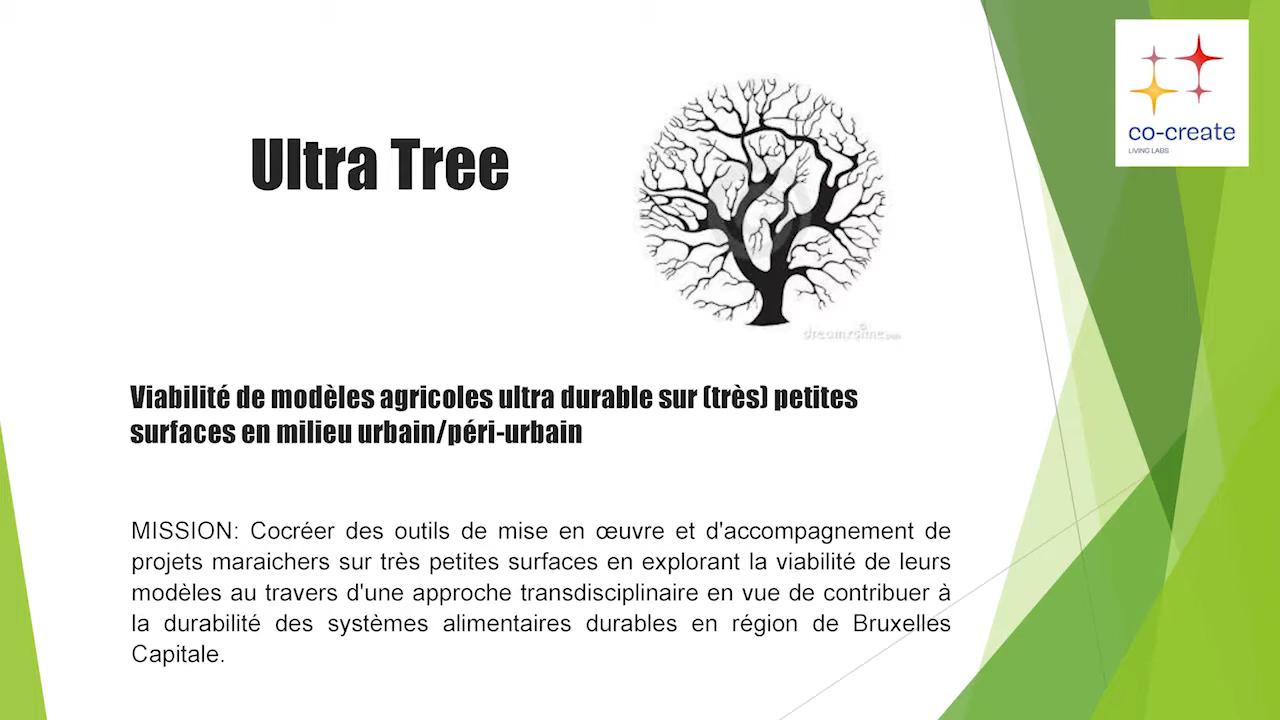 Ultra Tree
co-create
LIVING LABS
Viabilité de modèles agricoles ultra durable sur (très) petites
surfaces en milieu urbain/péri-urbain
MISSION: Cocréer des outils de mise en œuvre et d'accompagnement de
projets maraichers sur très petites surfaces en explorant la viabilité de leurs
modèles au travers d'une approche transdisciplinaire en vue de contribuer à
la durabilité des systèmes alimentaires durables en région de Bruxelles
Capitale.